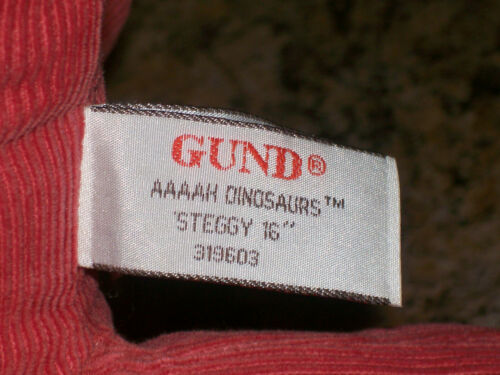 GUND®
AAAAH DINOSAURS™
'STEGGY 16"
319603